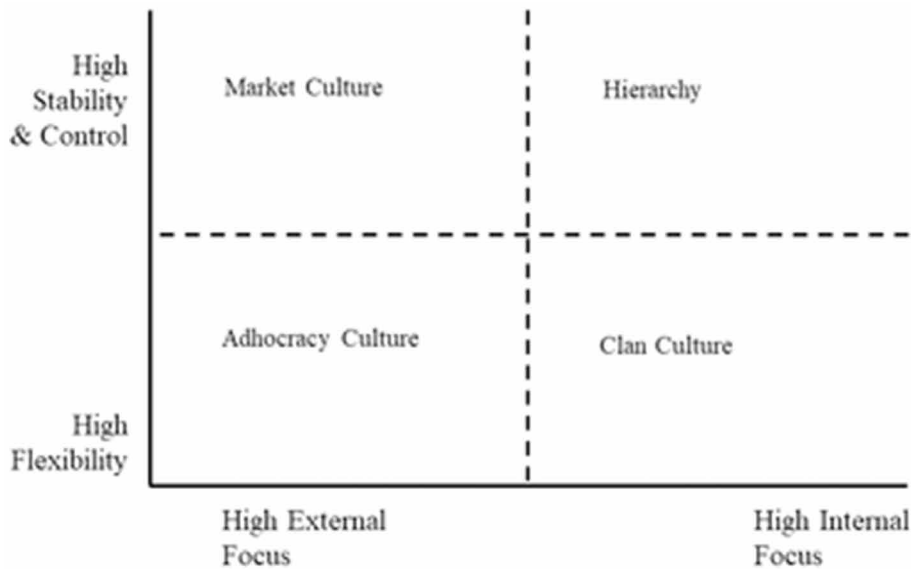 High
Stability
& Control
Market Culture
Hierarchy
Adhocracy Culture
Clan Culture
High
Flexibility
High External
Focus
High Internal
Focus